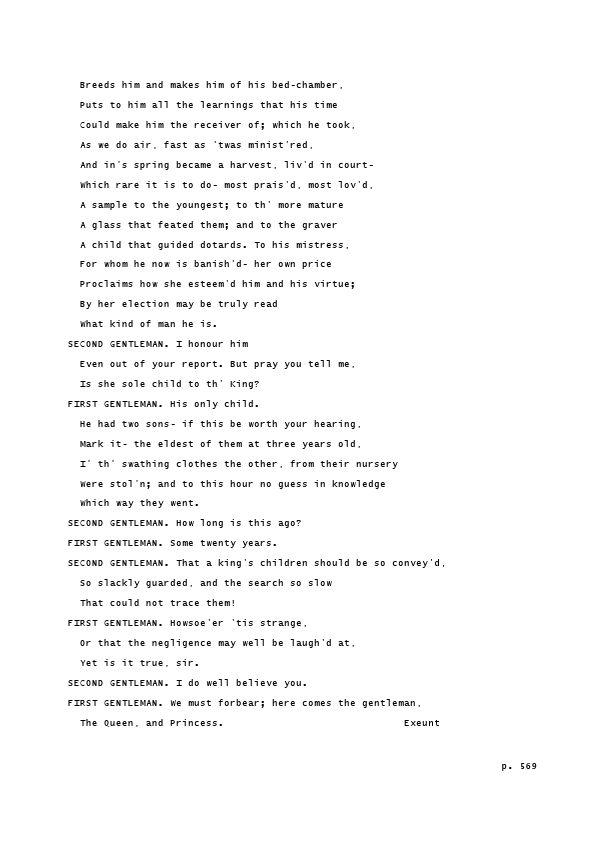 Breeds him and makes him of his bed-chamber,
Puts to him all the learnings that his time
Could make him the receiver of; which he took,
As we do air, fast as 'twas minist'red,
And in's spring became a harvest, liv'd in court-
Which rare it is to do- most prais'd, most lov'd,
A sample to the youngest; to th' more mature
A glass that feated them; and to the graver
A child that guided dotards. To his mistress,
For whom he now is banish'd- her own price
Proclaims how she esteem'd him and his virtue;
By her election may be truly read
What kind of man he is.
SECOND GENTLEMAN. I honour him
Even out of your report. But pray you tell me,
Is she sole child to th' King?
FIRST GENTLEMAN. His only child.
He had two sons- if this be worth your hearing,
Mark it- the eldest of them at three years old,
I' th' swathing clothes the other, from their nursery
Were stol'n; and to this hour no guess in knowledge
Which way they went.
SECOND GENTLEMAN. How long is this ago?
FIRST GENTLEMAN. Some twenty years.
SECOND GENTLEMAN. That a king's children should be so convey'd,
So slackly guarded, and the search so slow
That could not trace them!
FIRST GENTLEMAN. Howsoe'er 'tis strange,
Or that the negligence may well be laugh'd at,
Yet is it true, sir.
SECOND GENTLEMAN. I do well believe you.
FIRST GENTLEMAN. We must forbear; here comes the gentleman,
The Queen, and Princess. Exeunt
p. 569